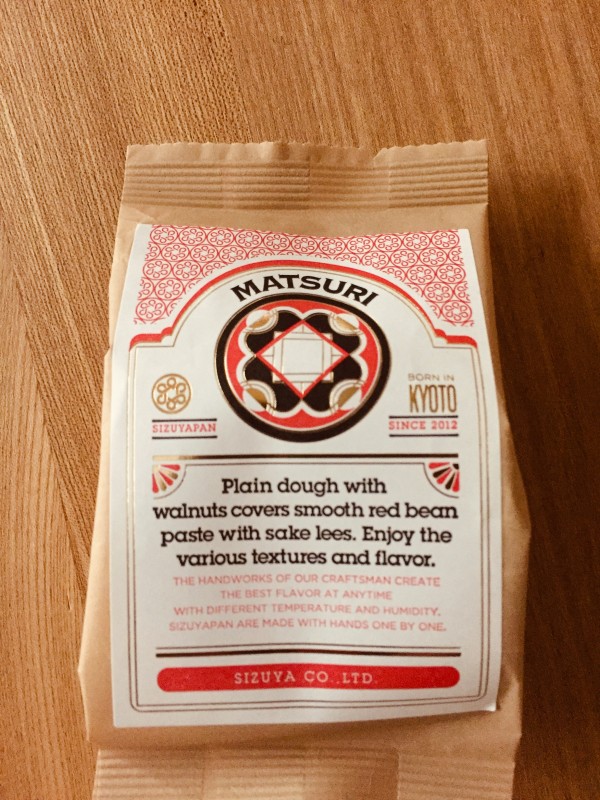 MATSURI
SIZUYAPAN
BORN IN
KYOTO
SINCE 2012
Plain dough with
walnuts covers smooth red bean
paste with sake lees. Enjoy the
various textures and flavor.
THE HANDWORKS OF OUR CRAFTSMAN CREATE
THE BEST FLAVOR AT ANYTIME
WITH DIFFERENT TEMPERATURE AND HUMIDITY.
SIZUYAPAN ARE MADE WITH HANDS ONE BY ONE.
SIZUYA CO.,LTD.